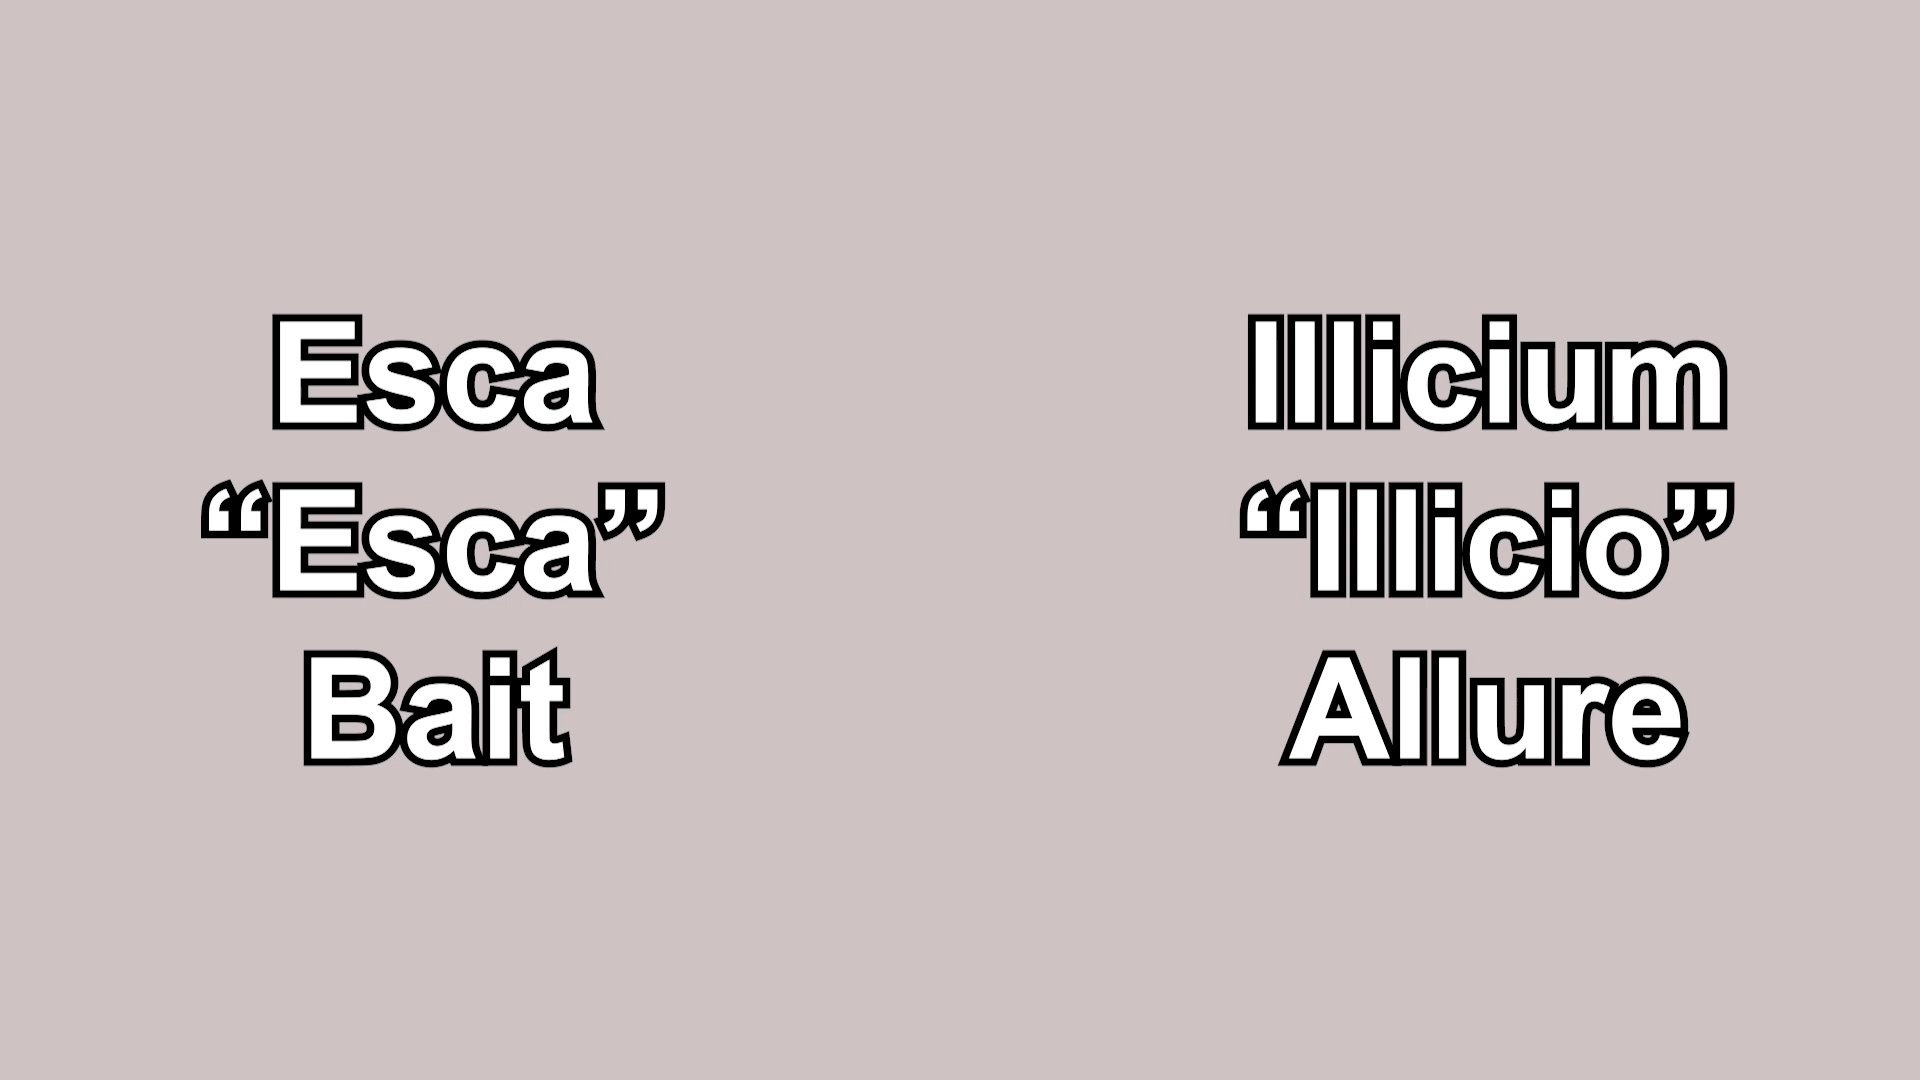 Esca
“Esca”
Bait
Illicium
“Illicio”
Allure